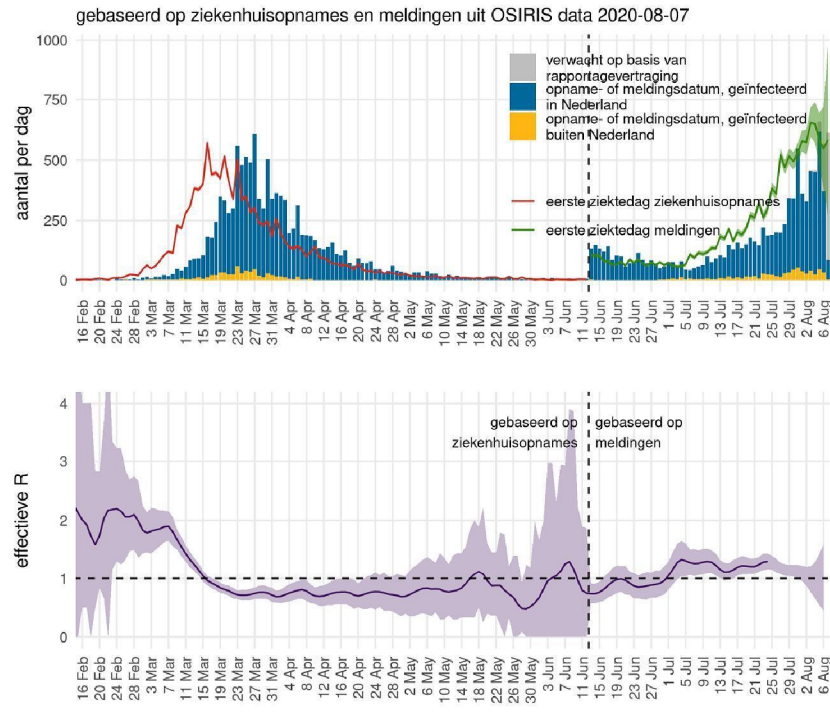 gebaseerd op ziekenhuisopnames en meldingen uit OSIRIS data 2020-08-07
1000
750
500
250
0
aantal per dag
verwacht op basis van
rapportagevertraging
opname- of meldingsdatum, geïnfecteerd
in Nederland
opname- of meldingsdatum, geïnfecteerd
buiten Nederland
eerste ziektedag ziekenhuisopnames
eerste ziektedag meldingen
16 Feb
20 Feb
24 Feb
28 Feb
3 Mar
7 Mar
11 Mar
15 Mar
19 Mar
23 Mar
27 Mar
31 Mar
4 Apr
8 Apr
12 Apr
16 Apr
20 Apr
24 Apr
28 Apr
2 May
6 May
10 May
14 May
18 May
22 May
26 May
30 May
3 Jun
7 Jun
11 Jun
15 Jun
19 Jun
23 Jun
27 Jun
1 Jul
5 Jul
9 Jul
13 Jul
17 Jul
21 Jul
25 Jul
29 Jul
2 Aug
6 Aug
4
3
2
1
0
effectieve R
gebaseerd op
ziekenhuisopnames
gebaseerd op
meldingen
16 Feb
20 Feb
24 Feb
28 Feb
3 Mar
7 Mar
11 Mar
15 Mar
19 Mar
23 Mar
27 Mar
31 Mar
4 Apr
8 Apr
12 Apr
16 Apr
20 Apr
24 Apr
28 Apr
2 May
6 May
10 May
14 May
18 May
22 May
26 May
30 May
3 Jun
7 Jun
11 Jun
15 Jun
19 Jun
23 Jun
27 Jun
1 Jul
5 Jul
9 Jul
13 Jul
17 Jul
21 Jul
25 Jul
29 Jul
2 Aug
6 Aug